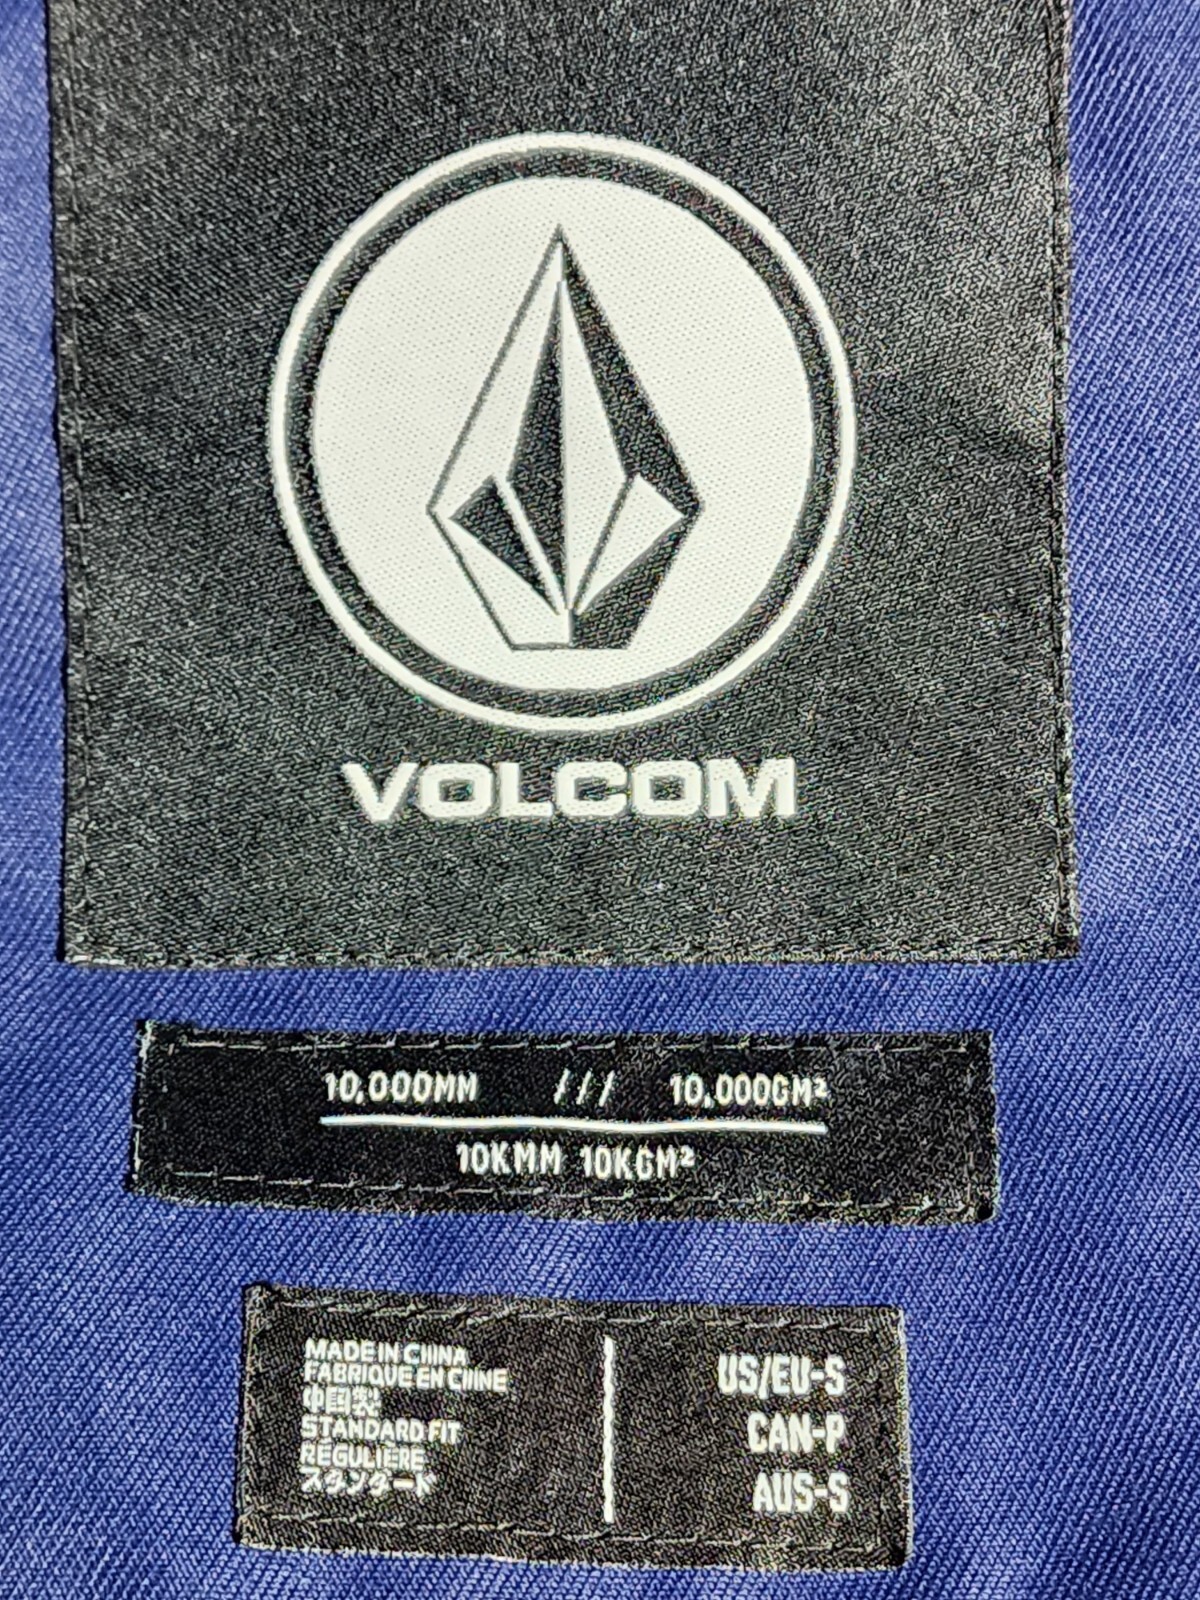 VOLCOM
10,000MM /// 10,000GM²
10KMM 10KGM²
MADE IN CHINA
FABRIQUE EN CHINE
中国製
STANDARD FIT
RÉGULIÈRE
スタンダード
US/EU-S
CAN-P
AUS-S